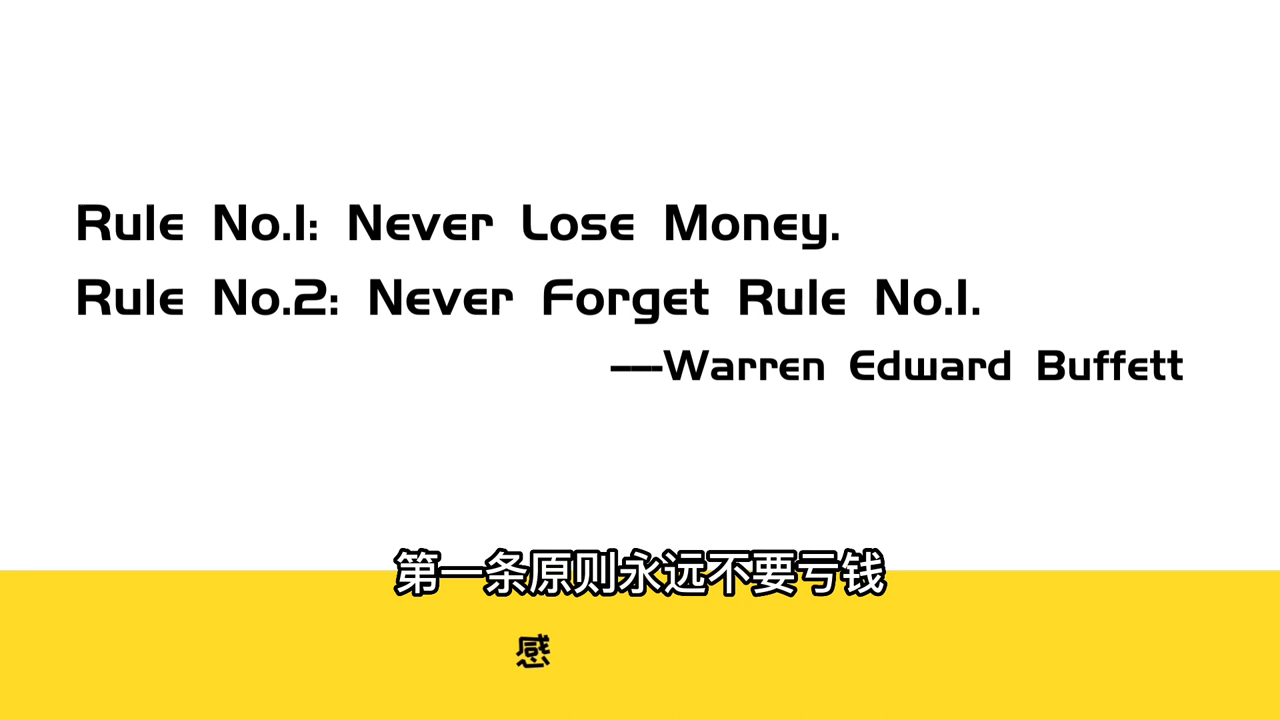 Rule No.1: Never Lose Money.
Rule No.2: Never Forget Rule No.1.
---Warren Edward Buffett
第一条原则永远不要亏钱
感